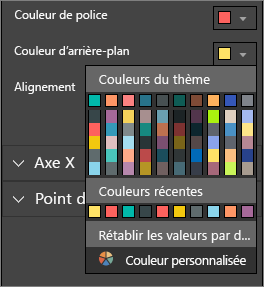 Couleur de police
Couleur d'arrière-plan
Couleurs du thème
Alignement
Axe X
Couleurs récentes
Point d
Rétablir les valeurs par d...
Couleur personnalisée